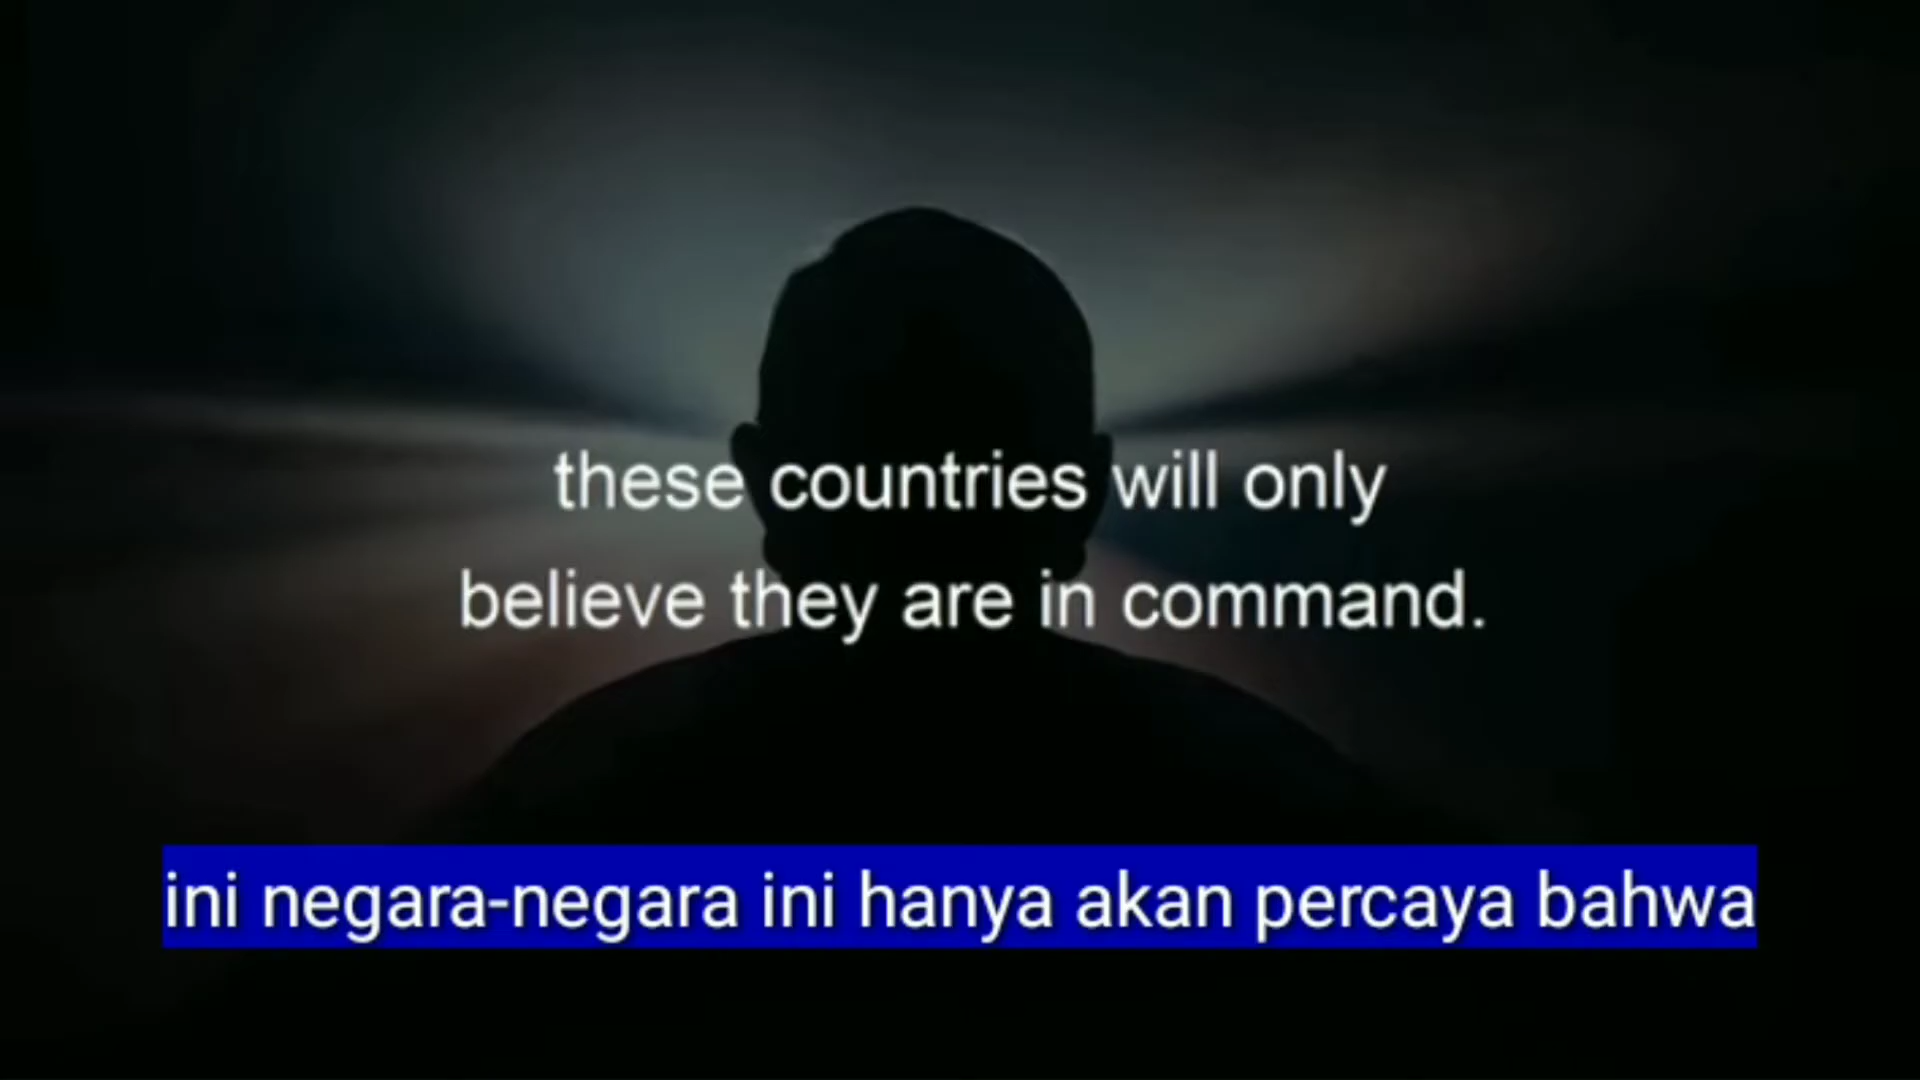 these countries will only
believe they are in command.
ini negara-negara ini hanya akan percaya bahwa